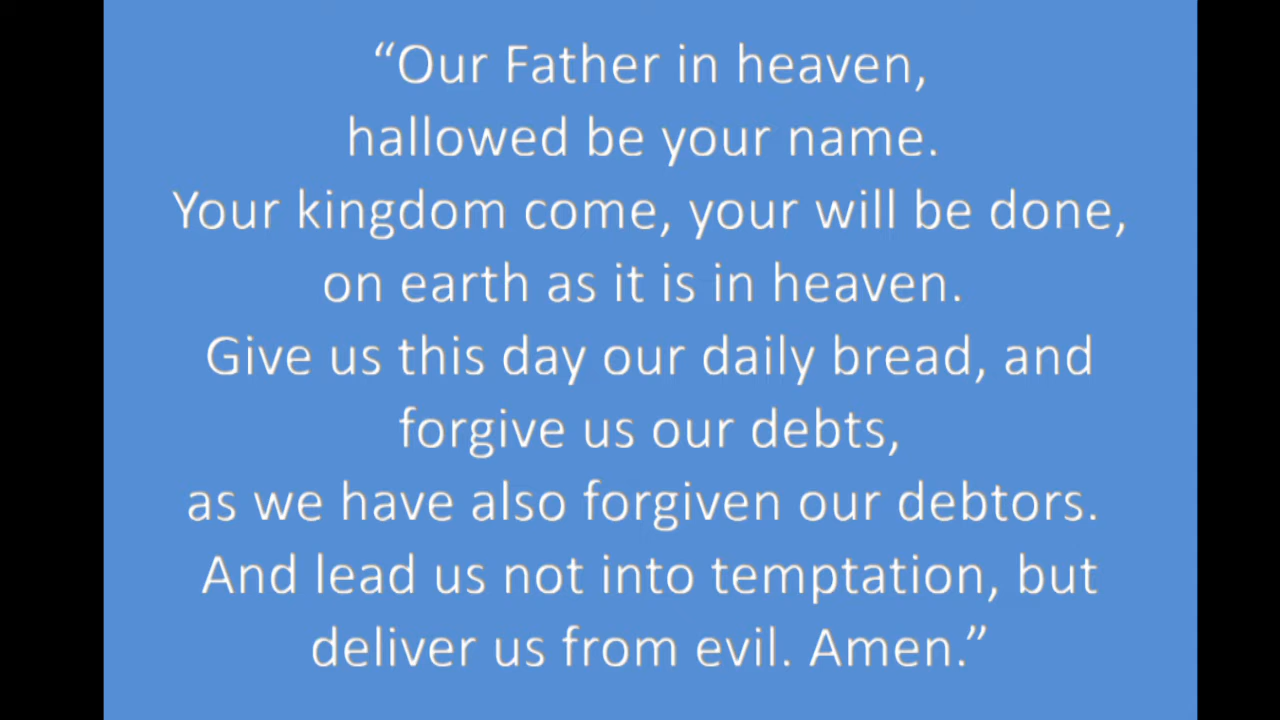 “Our Father in heaven,
hallowed be your name.
Your kingdom come, your will be done,
on earth as it is in heaven.
Give us this day our daily bread, and
forgive us our debts,
as we have also forgiven our debtors.
And lead us not into temptation, but
deliver us from evil. Amen.”